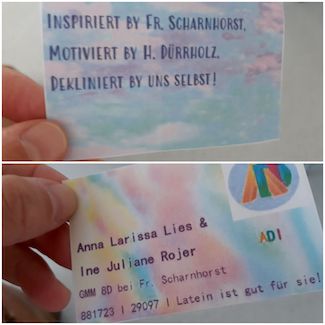 INSPIRIERT BY FR. SCHARNHORST,
MOTIVIERT BY H. DÜRRHOLZ,
DEKLINIERT BY UNS SELBST!
Anna Larissa Lies &
Ine Juliane Rojer
ADI
GMM 8D bei Fr. Scharnhorst
881723 | 29097 | Latein ist gut für sie!